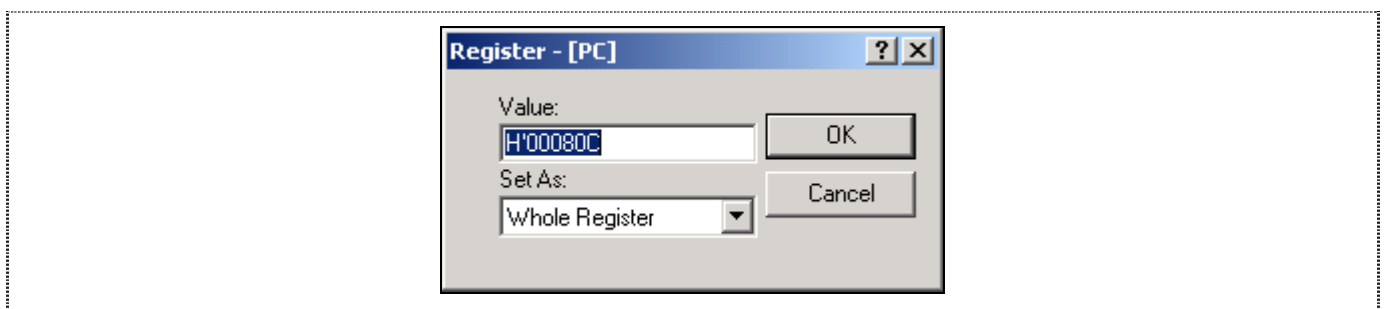 Register - [PC]
Value:
H'00080C
OK
Set As:
Whole Register
Cancel